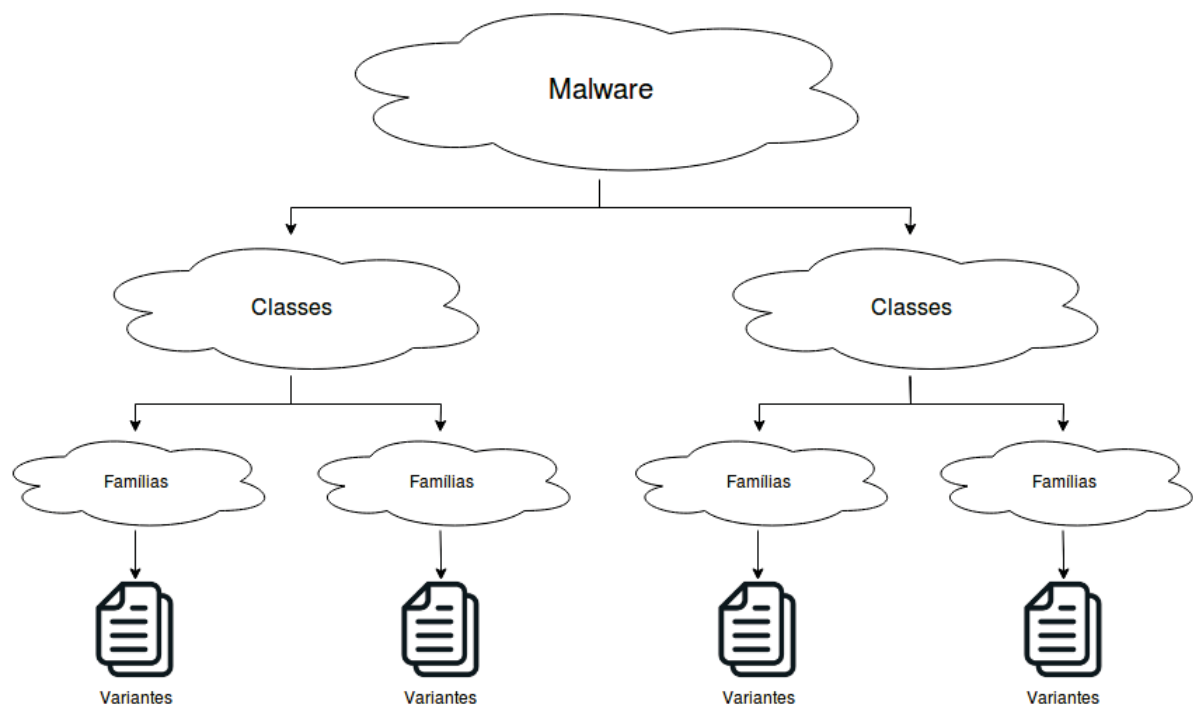 Malware
Classes
Classes
Famílias
Famílias
Famílias
Famílias
Variantes
Variantes
Variantes
Variantes